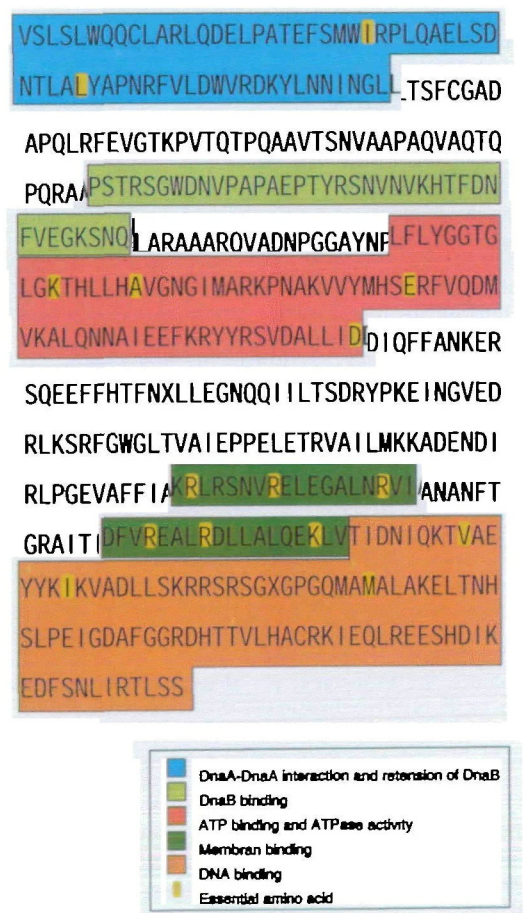 VSLSLWQQCLARLQDELPATEFSMWIRPLQAELSD
NTLALYAPNRFVLDWVRDKYLNNINGLLTSFCGAD
APQLRFEVGTKPVTQTPQAAVTSNVAAPAQVAQTQ
PQRAAPSTRSGWDNVPAPAEPTYRSNVNVKHTFDN
FVEGKSNQLARAAARQVADNPGGAYNPLFLYGGTG
LGKTHLLHAVGNGIMARKPNAKVVYMHSERFVQDM
VKALQNNAIEEFKRYYRSVDALLIDDIQFFANKER
SQEEFFHTFNXLLEGNQQIILTSDRYPKEINGVED
RLKSRFGWGLTVAIEPPELETRVAILMKKADENDI
RLPGEVAFFIAKRLRSNVRELEGALNRVIANANFT
GRAITIDFVREALRDLLALQEKLVTIDNIQKTVAE
YYKIKVADLLSKRRSRSGXGPGQMAMALAKELTNH
SLPEIGDAFGGRDHTTVLHACRKIEQLREESHDIK
EDFSNLIRTLSS
DnaA-DnaA interaction and retension of DnaB
DnaB binding
ATP binding and ATPase activity
Membran binding
DNA binding
Essential amino acid